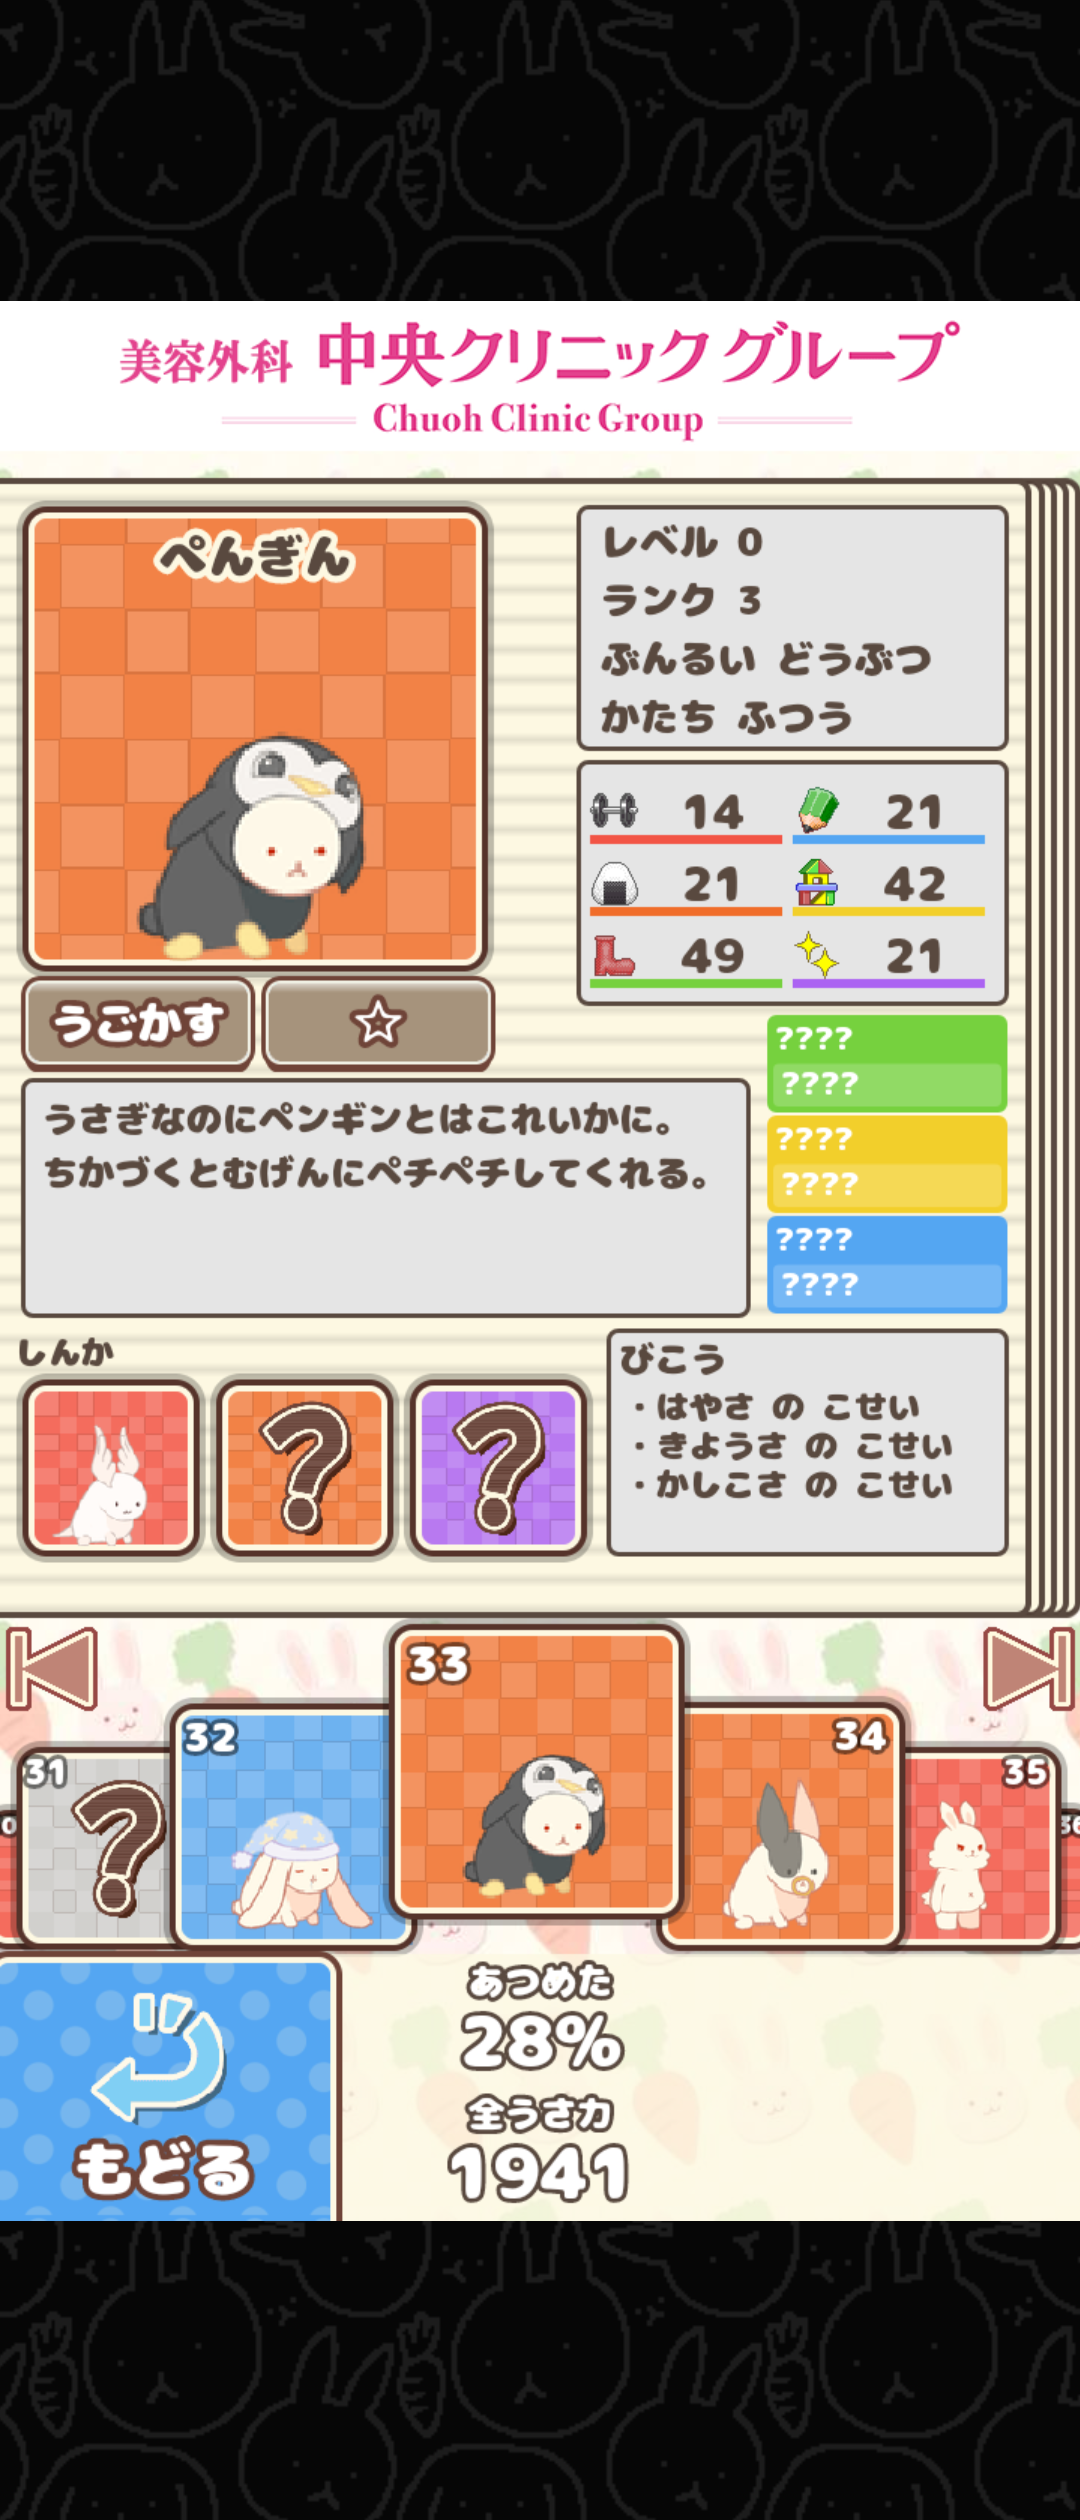 美容外科 中央クリニックグループ
Chuoh Clinic Group
ぺんぎん
レベル 0
ランク 3
ぶんるい どうぶつ
かたち ふつう
14 21
21 42
49 21
うごかす ☆
????
????
????
????
????
????
うさぎなのにペンギンとはこれいかに。
ちかづくとむげんにペチペチしてくれる。
しんか
?
?
びこう
・はやさ の こせい
・きようさ の こせい
・かしこさ の こせい
31
?
32
33
34
35
もどる
あつめた
28%
全うさ力
1941